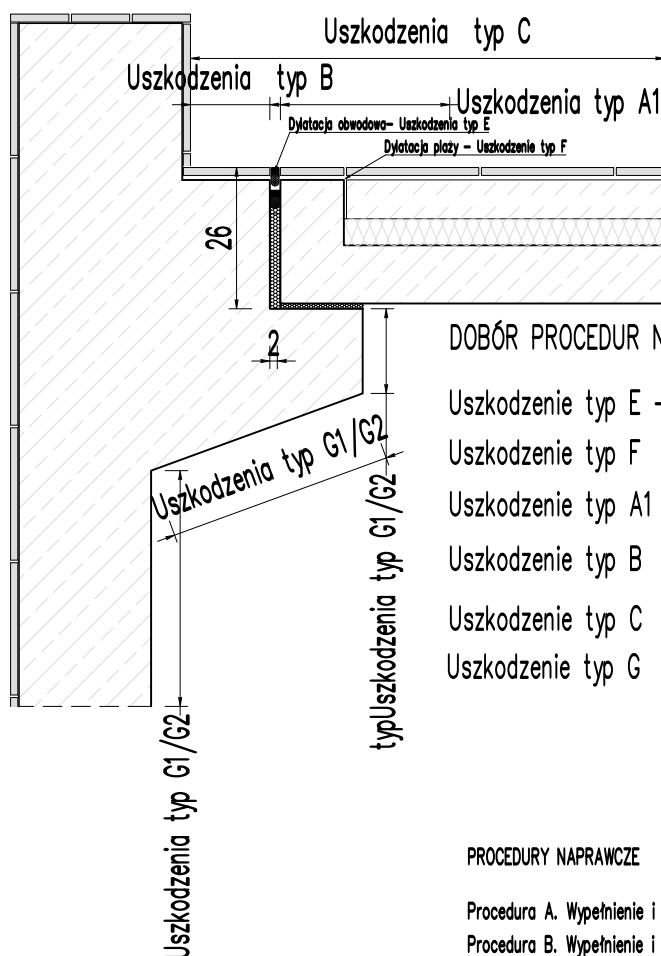 Uszkodzenia typ C
Uszkodzenia typ B
Uszkodzenia typ A1
Dylatacja obwodowa- Uszkodzenia typ E
Dylatacja plaży - Uszkodzenie typ F
26
2
DOBÓR PROCEDUR N
Uszkodzenie typ E -
Uszkodzenie typ F
Uszkodzenie typ A1
Uszkodzenie typ B
Uszkodzenie typ C
Uszkodzenie typ G
Uszkodzenia typ G1/G2
typUszkodzenia typ G1/G2
Uszkodzenia typ G1/G2
PROCEDURY NAPRAWCZE
Procedura A. Wypełnienie i
Procedura B. Wypełnienie i